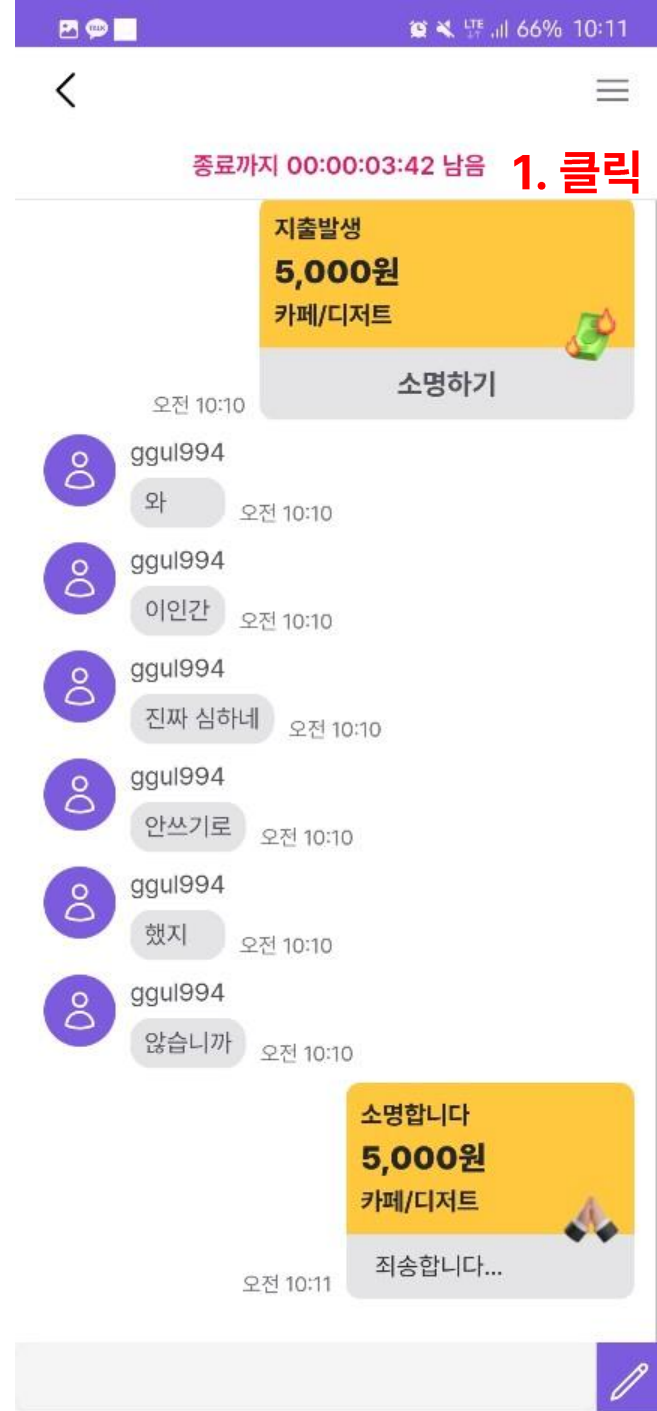 LTE 66% 10:11
종료까지 00:00:03:42 남음
1. 클릭
지출발생
5,000원
카페/디저트
소명하기
오전 10:10
ggul994
와
오전 10:10
ggul994
이인간
오전 10:10
ggul994
진짜 심하네
오전 10:10
ggul994
안쓰기로
오전 10:10
ggul994
했지
오전 10:10
ggul994
않습니까
오전 10:10
소명합니다
5,000원
카페/디저트
죄송합니다...
오전 10:11